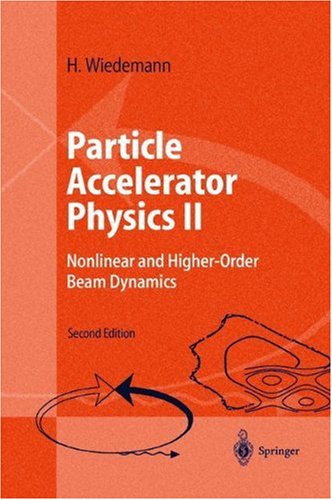 H. Wiedemann
Particle
Accelerator
Physics II
Nonlinear and Higher-Order
Beam Dynamics
Second Edition
Springer